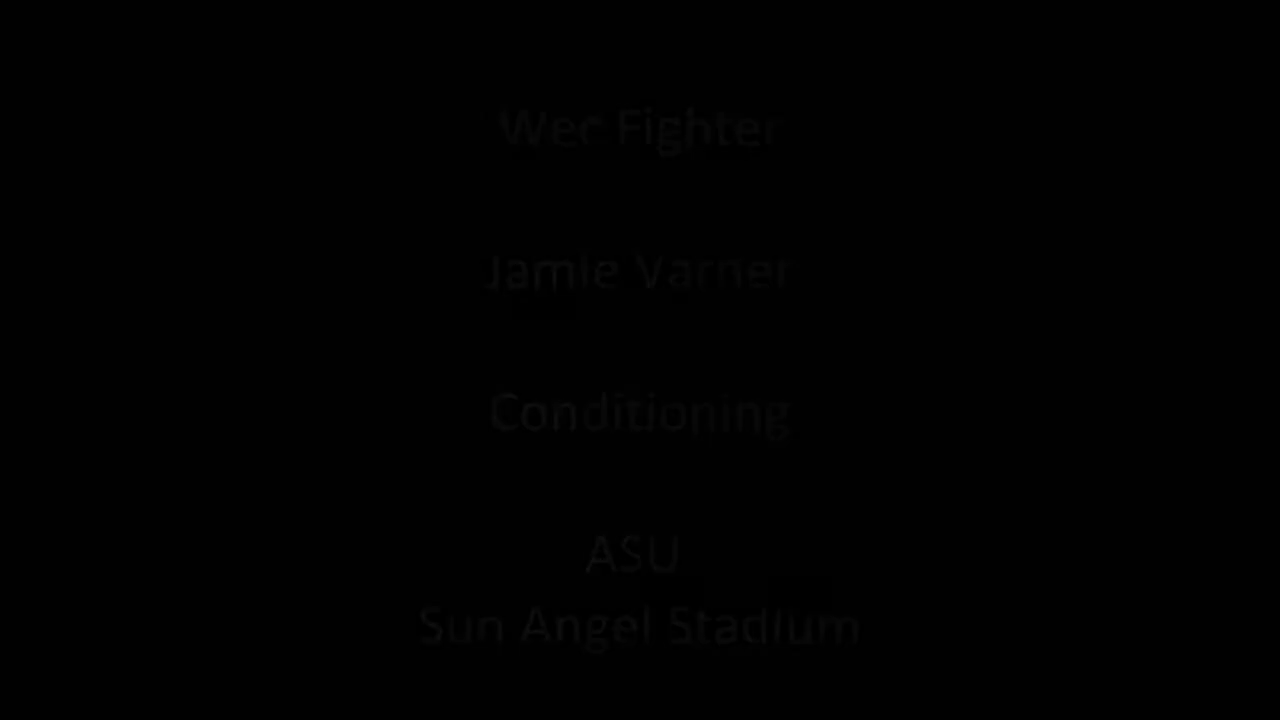 Wec Fighter
Jamie Varner
Conditioning
ASU
Sun Angel Stadium